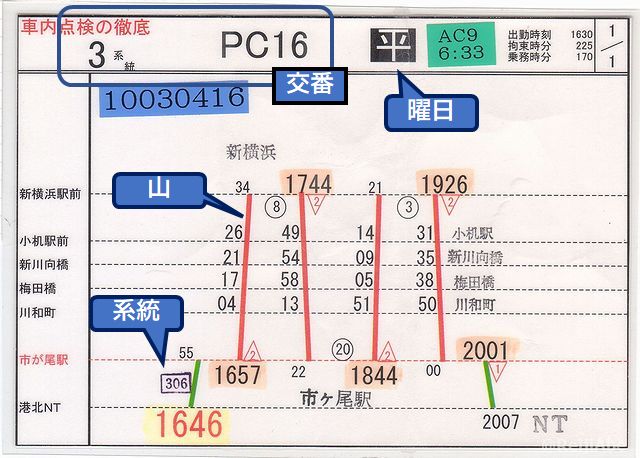 車内点検の徹底
3 系統 PC16 平 AC9 6:33
出勤時刻 1630
拘束時分 225
乗務時分 170
1/1
交番
曜日
10030416
新横浜
山
新横浜駅前 34 1744 21 1926
8 2 3 2
小机駅前 26 49 14 31 小机駅
新川向橋 21 54 09 35 新川向橋
梅田橋 17 58 05 38 梅田橋
川和町 04 13 51 50 川和町
系統
市が尾駅 55 2 20 2 2001
1657 22 1844 00 1
306
市ヶ尾駅
港北NT 1646 2007 NT